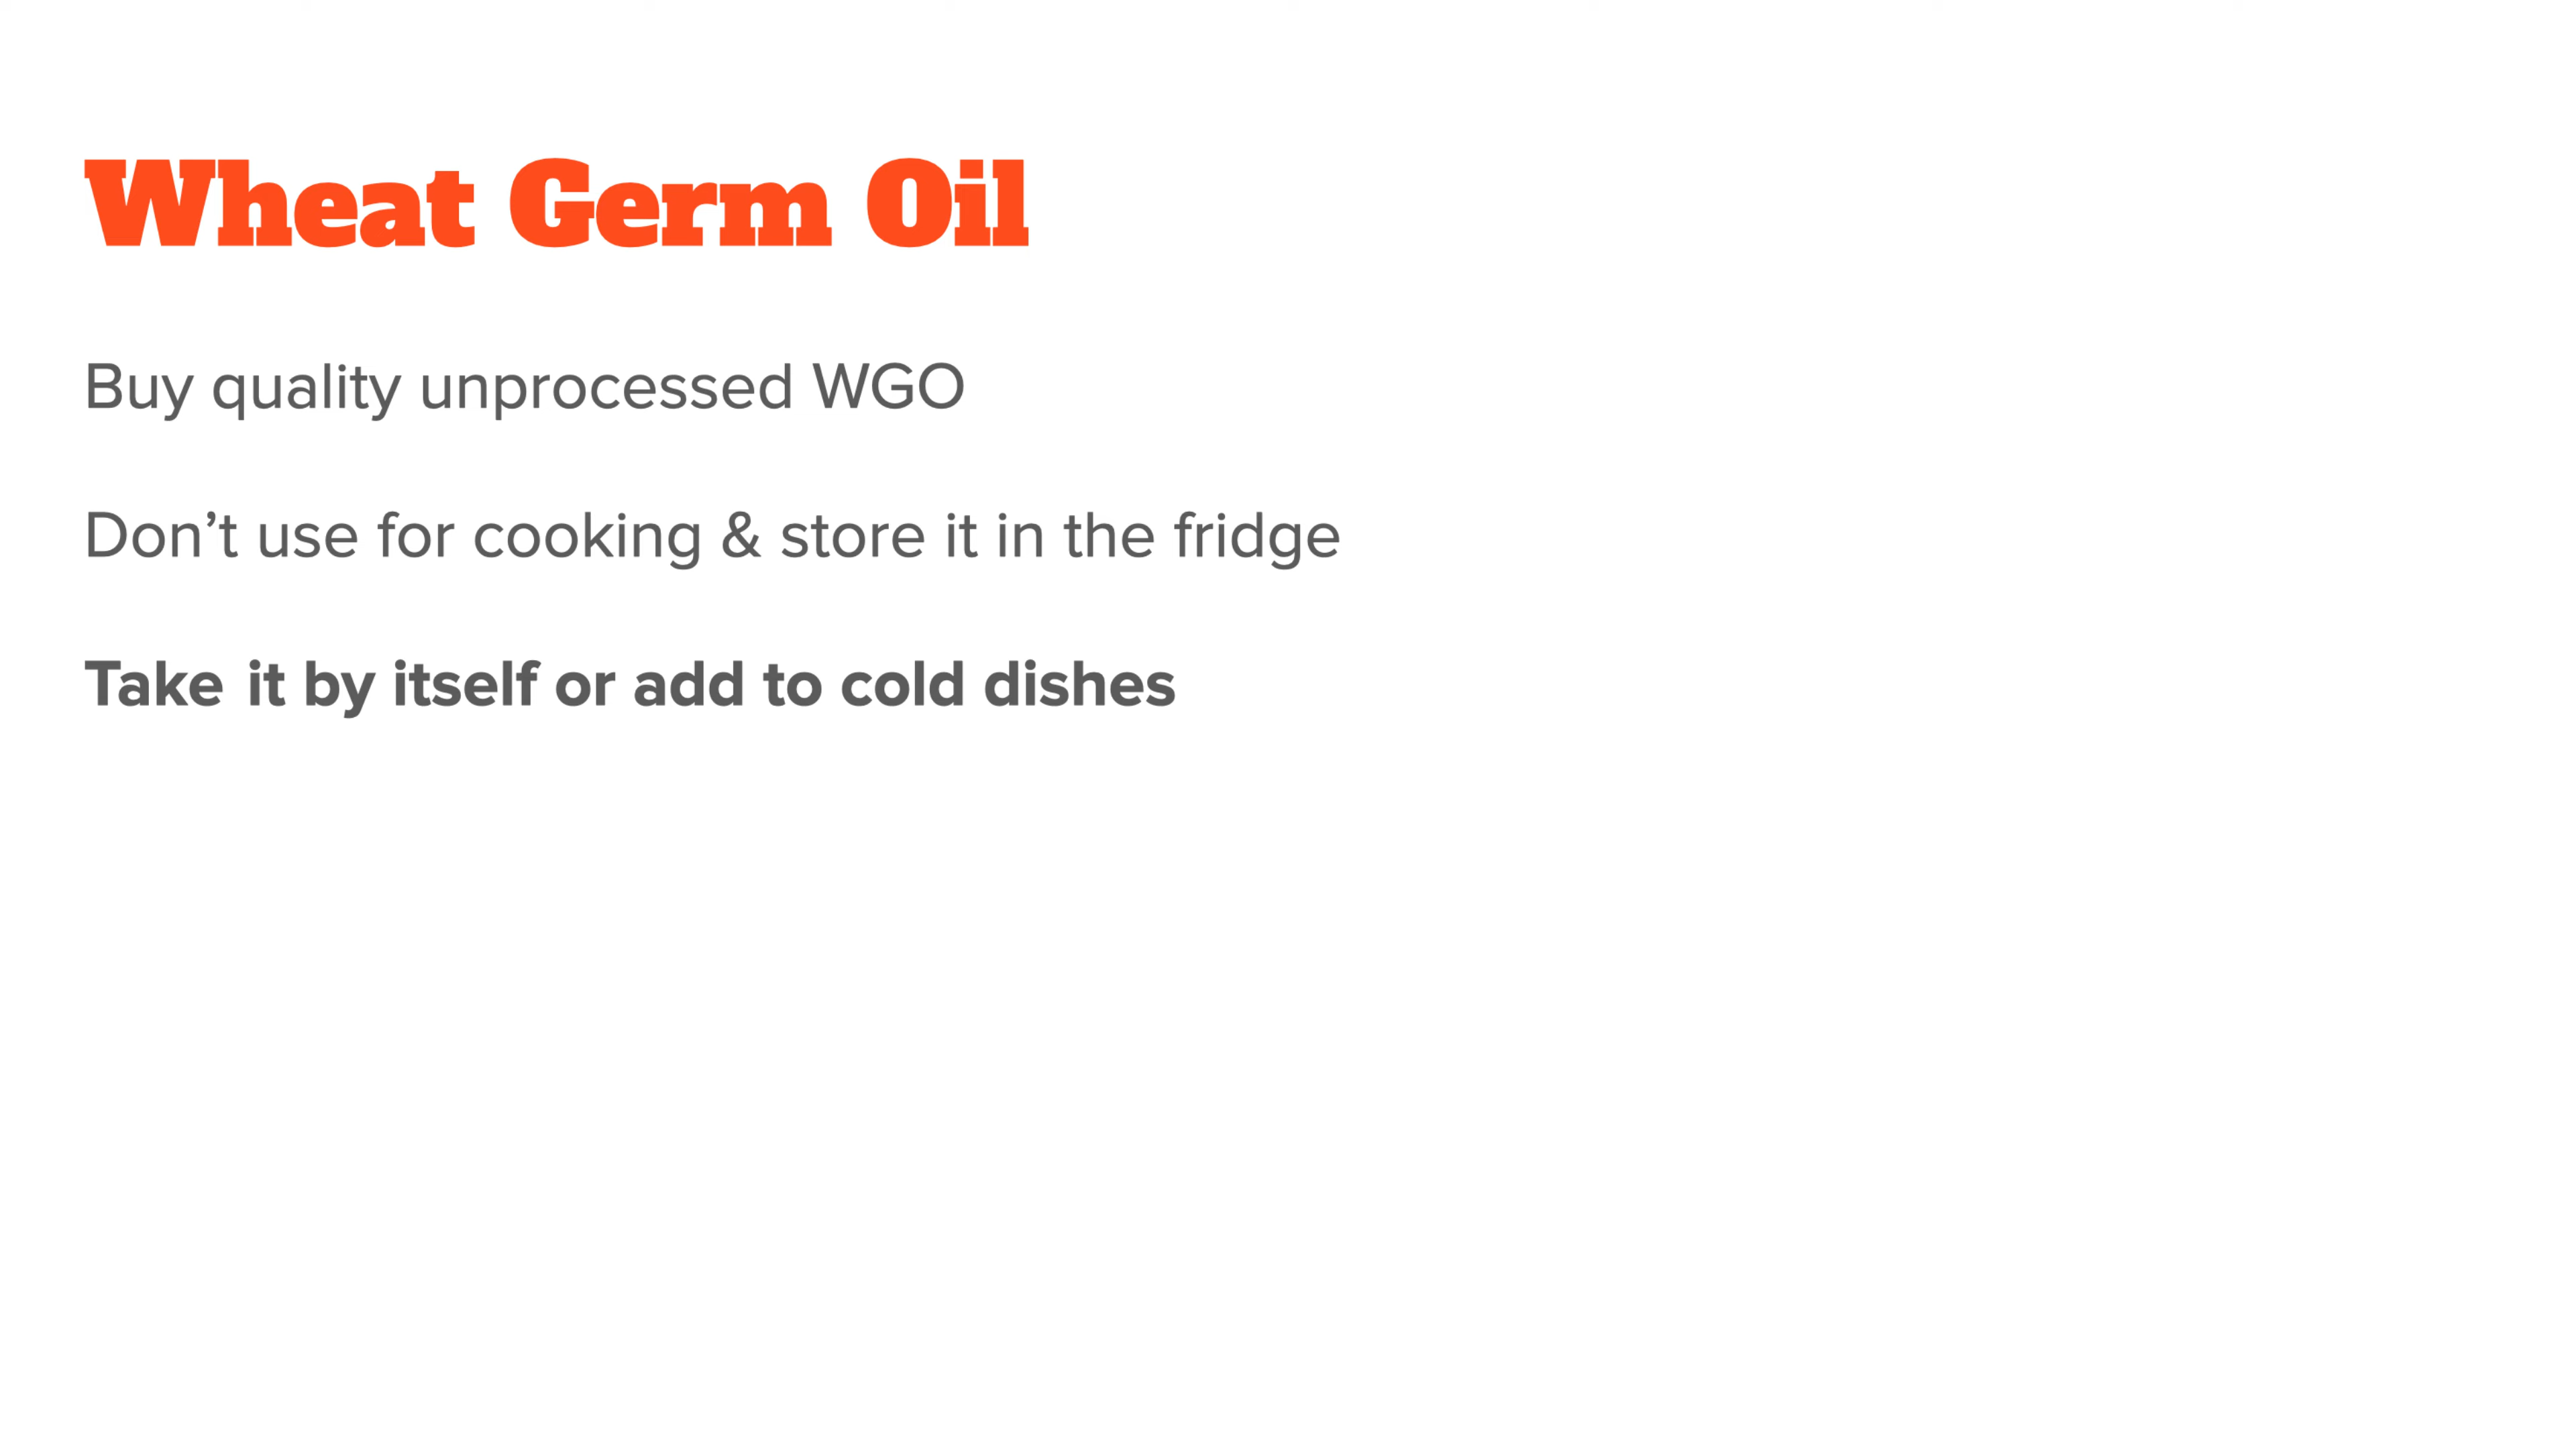 Wheat Germ Oil
Buy quality unprocessed WGO
Don’t use for cooking & store it in the fridge
Take it by itself or add to cold dishes